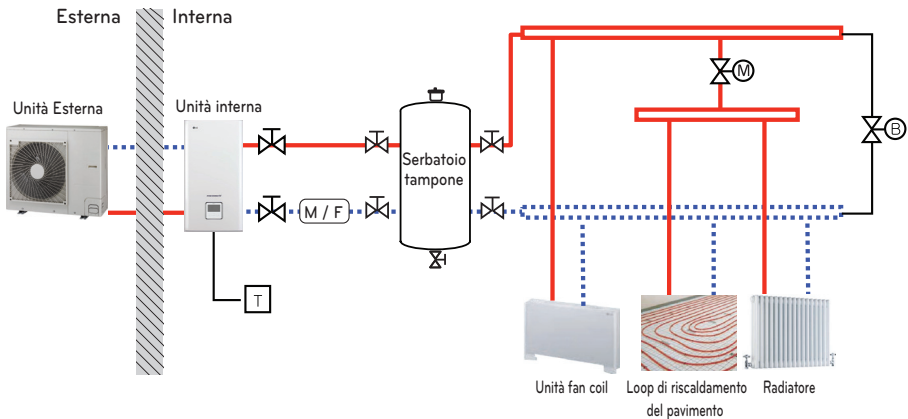 Esterna Interna
Unità Esterna
Unità interna
M
B
Serbatoio
tampone
M / F
T
Unità fan coil
Loop di riscaldamento
del pavimento
Radiatore